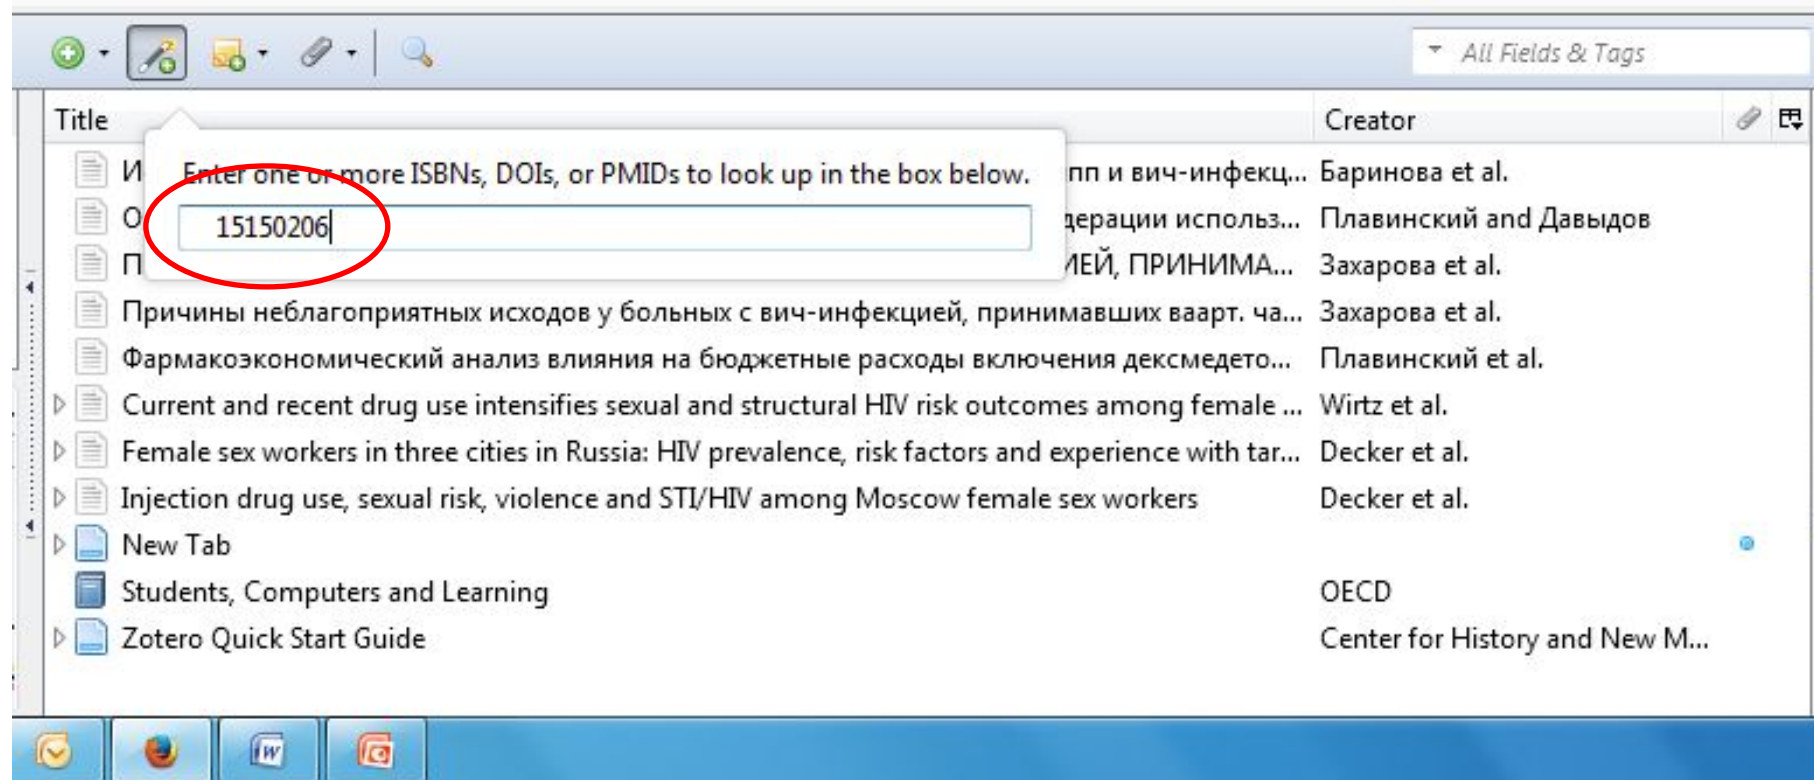 All Fields & Tags
Title Creator
Enter one or more ISBNs, DOIs, or PMIDs to look up in the box below.
15150206
И пп и вич-инфекц... Баринова et al.
О дерации использ... Плавинский and Давыдов
П ИЕЙ, ПРИНИМА... Захарова et al.
Причины неблагоприятных исходов у больных с вич-инфекцией, принимавших ваарт. ча... Захарова et al.
Фармакоэкономический анализ влияния на бюджетные расходы включения дексмедето... Плавинский et al.
Current and recent drug use intensifies sexual and structural HIV risk outcomes among female ... Wirtz et al.
Female sex workers in three cities in Russia: HIV prevalence, risk factors and experience with tar... Decker et al.
Injection drug use, sexual risk, violence and STI/HIV among Moscow female sex workers Decker et al.
New Tab
Students, Computers and Learning OECD
Zotero Quick Start Guide Center for History and New M...